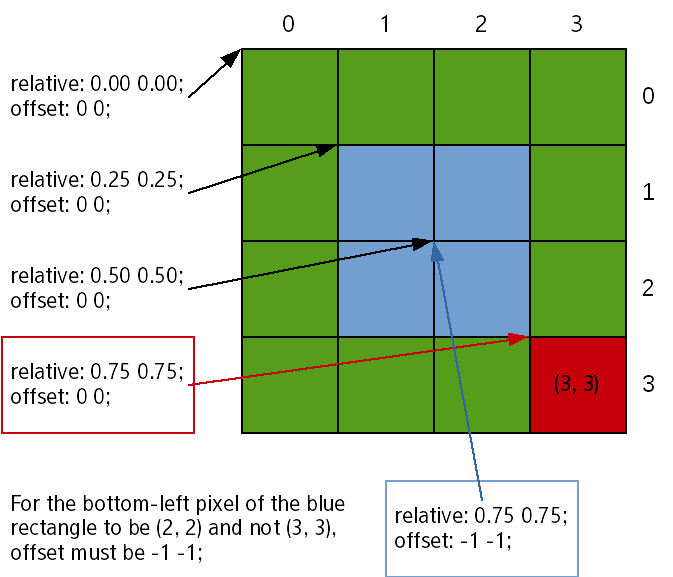 0 1 2 3
relative: 0.00 0.00;
offset: 0 0;
0
relative: 0.25 0.25;
offset: 0 0;
1
relative: 0.50 0.50;
offset: 0 0;
2
relative: 0.75 0.75;
offset: 0 0;
(3, 3)
3
For the bottom-left pixel of the blue
rectangle to be (2, 2) and not (3, 3),
offset must be -1 -1;
relative: 0.75 0.75;
offset: -1 -1;